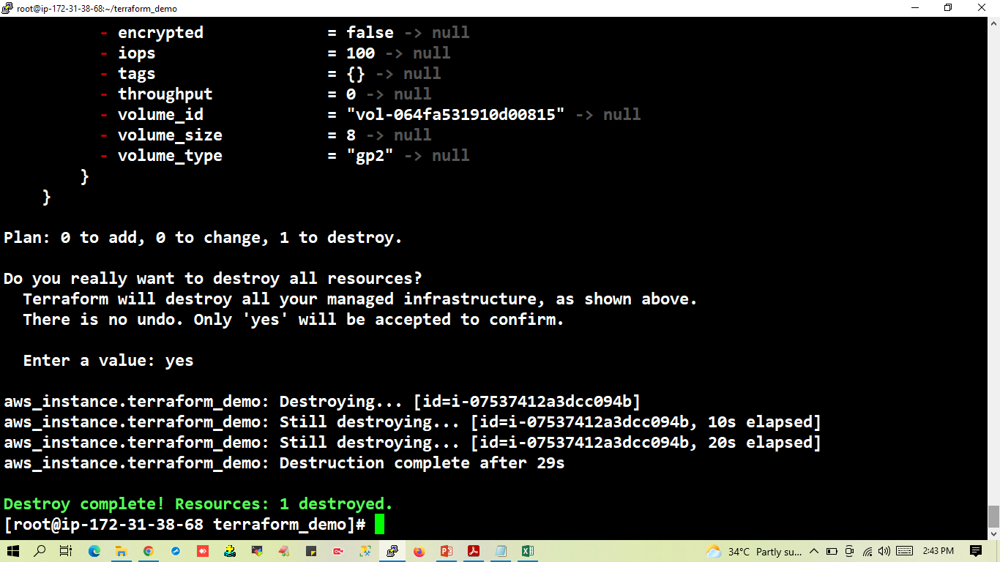 root@ip-172-31-38-68:~/terraform_demo
- encrypted = false -> null
- iops = 100 -> null
- tags = {} -> null
- throughput = 0 -> null
- volume_id = "vol-064fa531910d00815" -> null
- volume_size = 8 -> null
- volume_type = "gp2" -> null
}
}
Plan: 0 to add, 0 to change, 1 to destroy.
Do you really want to destroy all resources?
Terraform will destroy all your managed infrastructure, as shown above.
There is no undo. Only 'yes' will be accepted to confirm.
Enter a value: yes
aws_instance.terraform_demo: Destroying... [id=i-07537412a3dcc094b]
aws_instance.terraform_demo: Still destroying... [id=i-07537412a3dcc094b, 10s elapsed]
aws_instance.terraform_demo: Still destroying... [id=i-07537412a3dcc094b, 20s elapsed]
aws_instance.terraform_demo: Destruction complete after 29s
Destroy complete! Resources: 1 destroyed.
[root@ip-172-31-38-68 terraform_demo]#
34°C Partly su... 2:43 PM